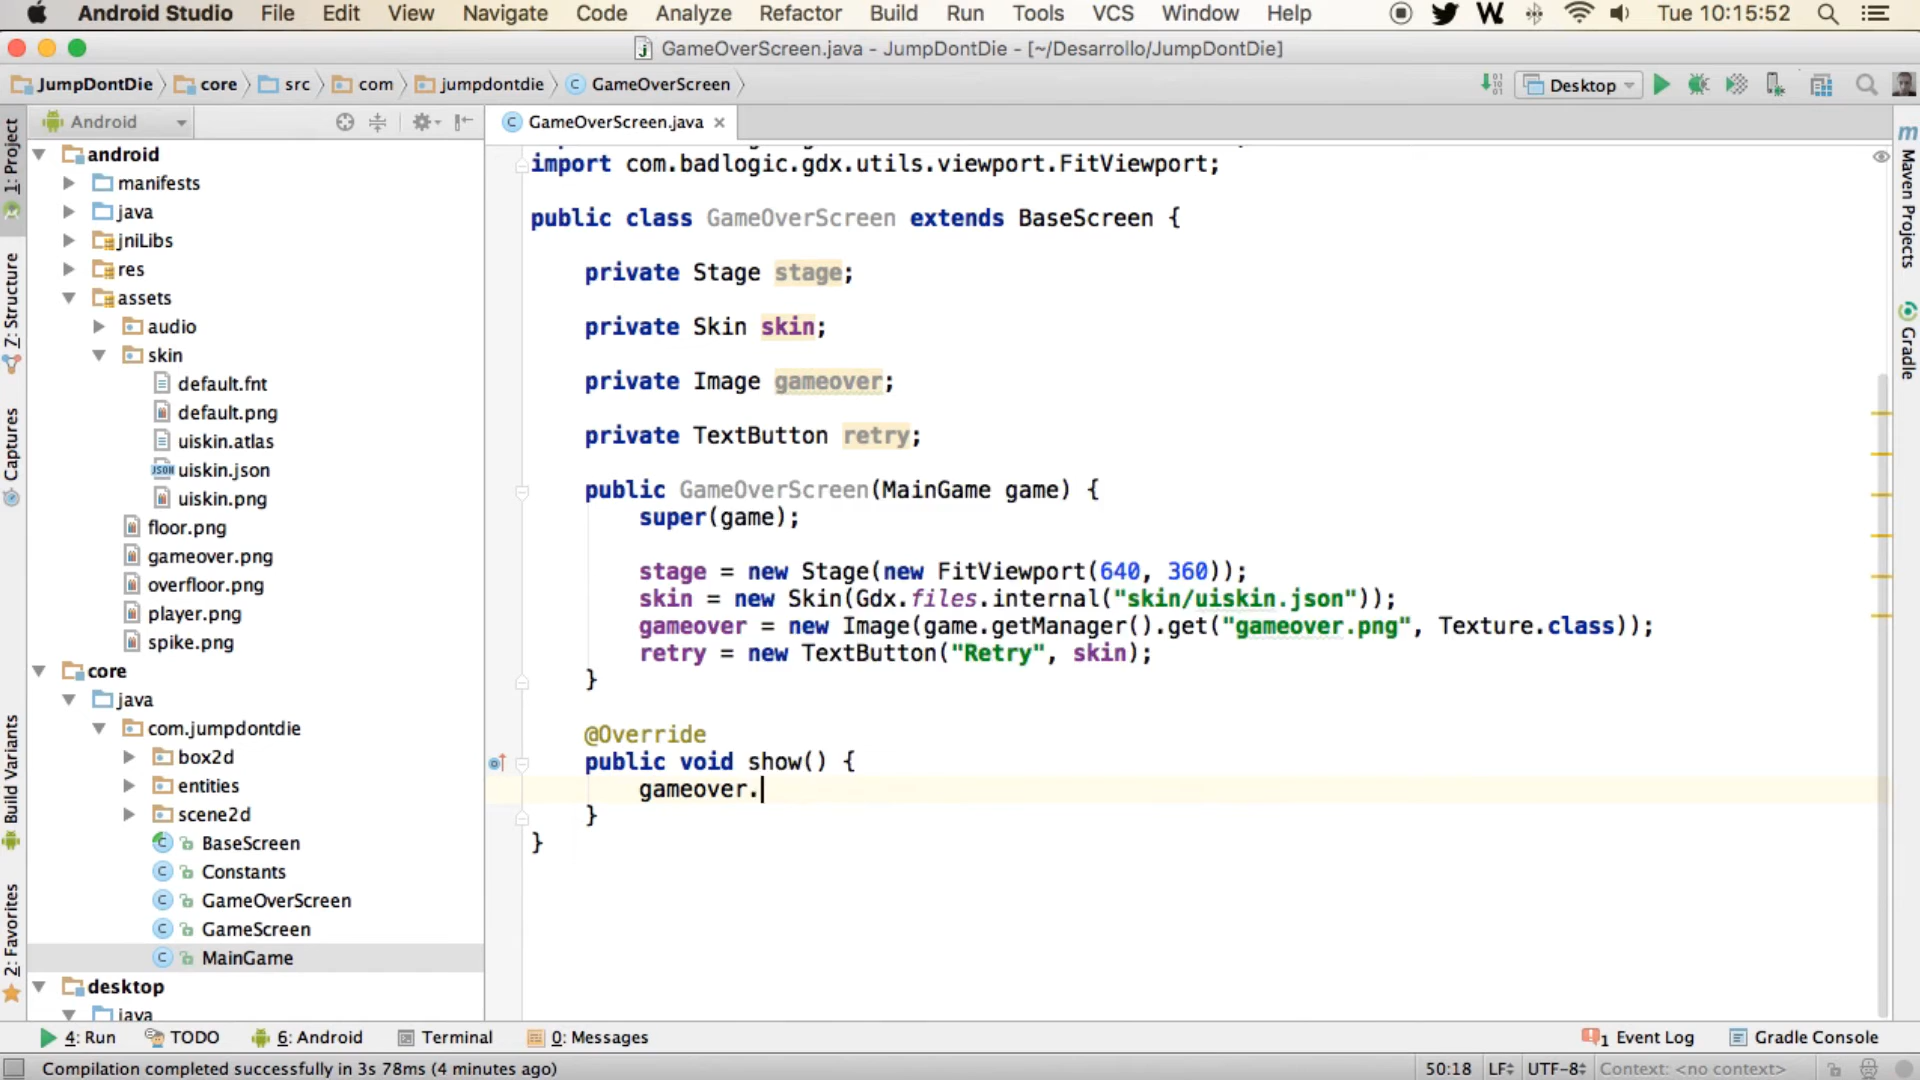 Android Studio File Edit View Navigate Code Analyze Refactor Build Run Tools VCS Window Help Tue 10:15:52
GameOverScreen.java - JumpDontDie - [~/Desarrollo/JumpDontDie]
JumpDontDie core src com jumpdontdie GameOverScreen Desktop
Android
GameOverScreen.java
1: Project
Z: Structure
Captures
Build Variants
2: Favorites
android
manifests
java
jniLibs
res
assets
audio
skin
default.fnt
default.png
uiskin.atlas
uiskin.json
uiskin.png
floor.png
gameover.png
overfloor.png
player.png
spike.png
core
java
com.jumpdontdie
box2d
entities
scene2d
BaseScreen
Constants
GameOverScreen
GameScreen
MainGame
desktop
java
import com.badlogic.gdx.utils.viewport.FitViewport;
public class GameOverScreen extends BaseScreen {
private Stage stage;
private Skin skin;
private Image gameover;
private TextButton retry;
public GameOverScreen(MainGame game) {
super(game);
stage = new Stage(new FitViewport(640, 360));
skin = new Skin(Gdx.files.internal("skin/uiskin.json"));
gameover = new Image(game.getManager().get("gameover.png", Texture.class));
retry = new TextButton("Retry", skin);
}
@Override
public void show() {
gameover.
}
}
Maven Projects
Gradle
4: Run TODO 6: Android Terminal 0: Messages 1 Event Log Gradle Console
Compilation completed successfully in 3s 78ms (4 minutes ago) 50:18 LF UTF-8 Context: <no context>